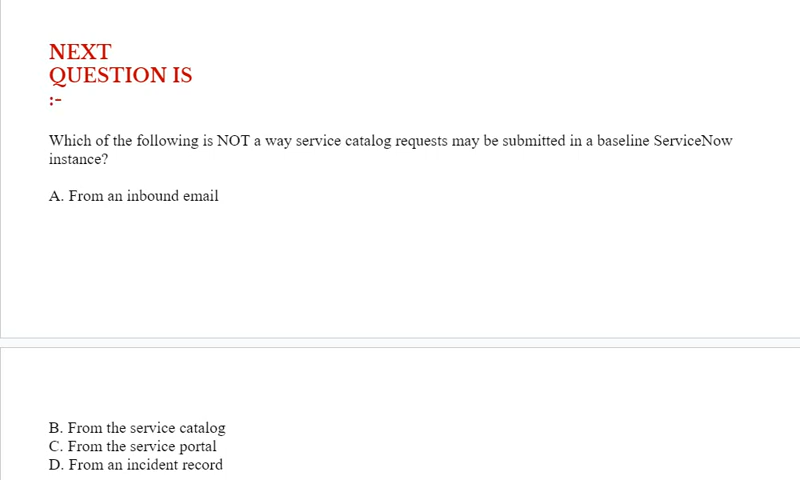 NEXT
QUESTION IS
:-
Which of the following is NOT a way service catalog requests may be submitted in a baseline ServiceNow
instance?
A. From an inbound email
B. From the service catalog
C. From the service portal
D. From an incident record